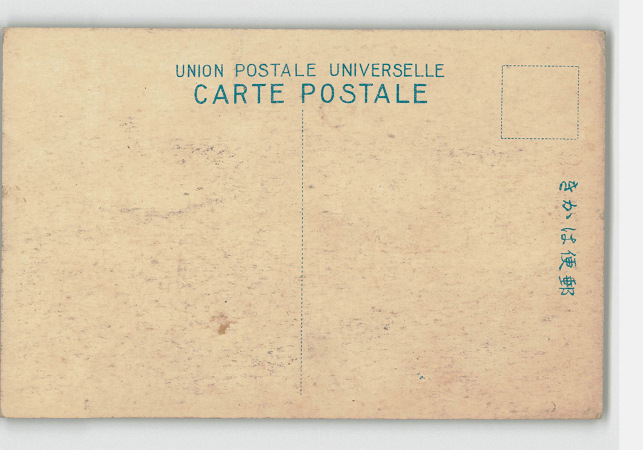 UNION POSTALE UNIVERSELLE
CARTE POSTALE
きかは便郵